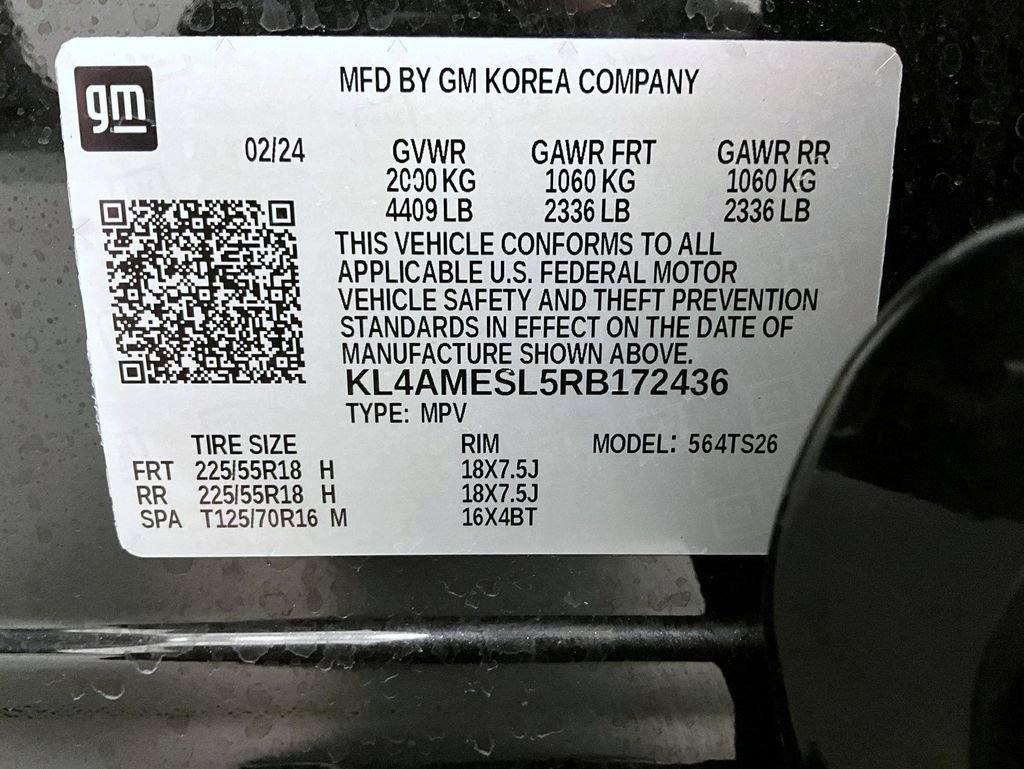 gm
MFD BY GM KOREA COMPANY
02/24 GVWR GAWR FRT GAWR RR
2000 KG 1060 KG 1060 KG
4409 LB 2336 LB 2336 LB
THIS VEHICLE CONFORMS TO ALL
APPLICABLE U.S. FEDERAL MOTOR
VEHICLE SAFETY AND THEFT PREVENTION
STANDARDS IN EFFECT ON THE DATE OF
MANUFACTURE SHOWN ABOVE.
KL4AMESL5RB172436
TYPE: MPV
TIRE SIZE RIM MODEL: 564TS26
FRT 225/55R18 H 18X7.5J
RR 225/55R18 H 18X7.5J
SPA T125/70R16 M 16X4BT